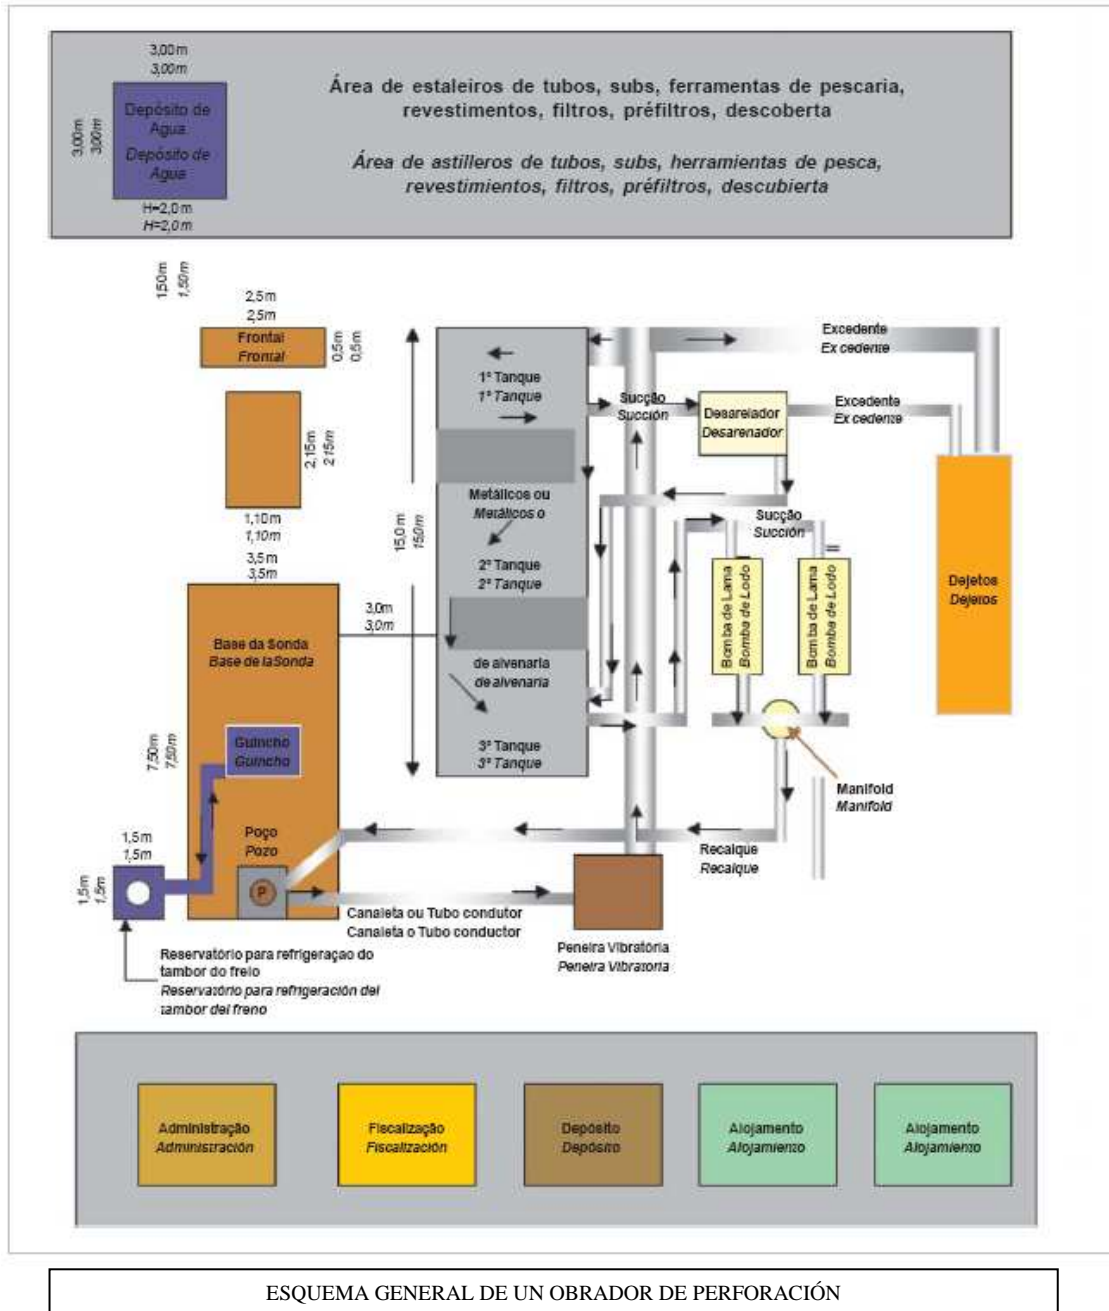 3,00m
3,00m
Depósito de
Agua
Depósito de
Agua
3,00m
3,00m
H=2,0m
H=2,0m
Área de estaleiros de tubos, subs, ferramentas de pescaria,
revestimentos, filtros, préfiltros, descoberta
Área de astilleros de tubos, subs, herramientas de pesca,
revestimientos, filtros, préfiltros, descubierta
1,50m
1,50m
2,5m
2,5m
Frontal
Frontal
0,5m
0,5m
2,15m
215m
1,10m
1,10m
3,5m
3,5m
Base da Sonda
Base de laSonda
3,0m
3,0m
Guincho
Guincho
7,50m
7,50m
Poço
Pozo
P
1,5m
1,5m
1,5m
1,5m
Reservatório para refrigeraçao do
tambor do freio
Reservatório para refrigeración del
tambor del freno
15,0m
15,0m
1º Tanque
1º Tanque
Metálicos ou
Metálicos o
2º Tanque
2º Tanque
de alvenaria
de alvenaria
3º Tanque
3º Tanque
Sucção
Succión
Desarelador
Desarenador
Excedente
Ex cedente
Excedente
Ex cedente
Sucção
Succión
Bomba de Lama
Bomba de Lodo
Bomba de Lama
Bomba de Lodo
Dejetos
Dejetos
Manifold
Manifold
Recalque
Recalque
Canaleta ou Tubo condutor
Canaleta o Tubo conductor
Peneira Vibratória
Peneira Vibratoria
Administração
Administración
Fiscalização
Fiscalización
Depósito
Depósito
Alojamento
Alojamiento
Alojamento
Alojamiento
ESQUEMA GENERAL DE UN OBRADOR DE PERFORACIÓN